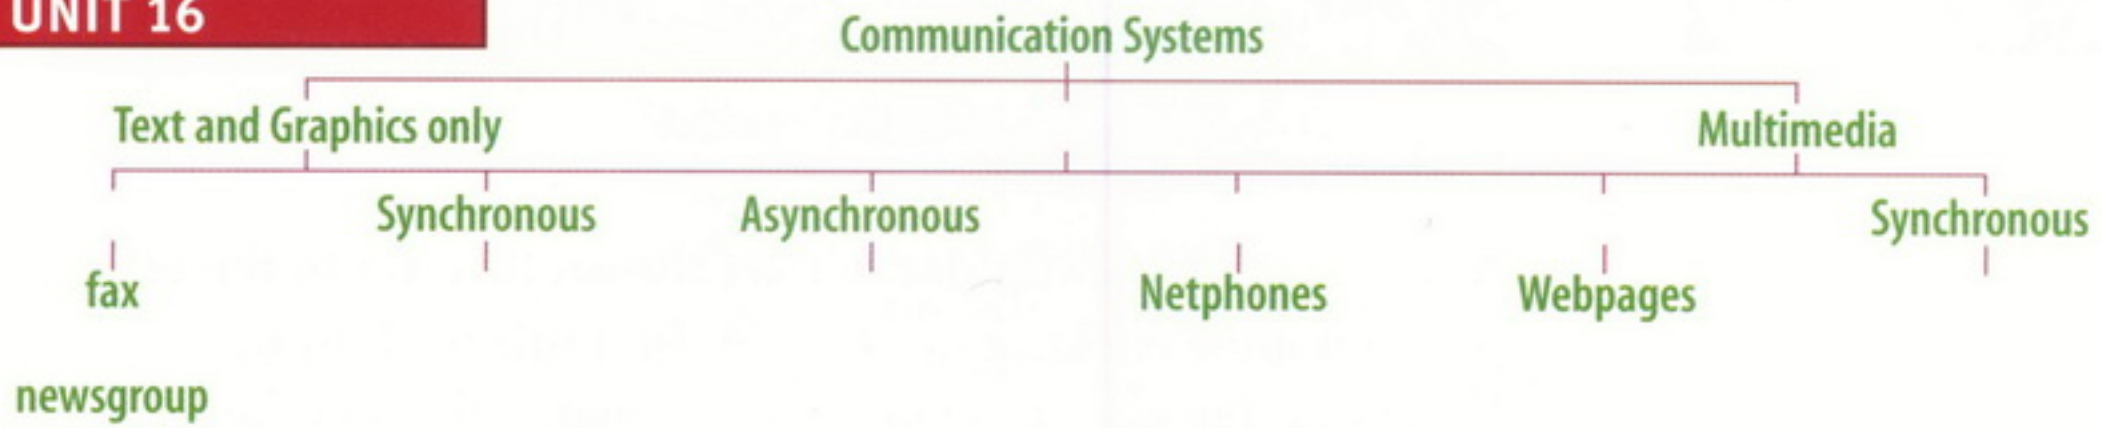 UNIT 16
Communication Systems
Text and Graphics only
Multimedia
Synchronous
Asynchronous
Synchronous
fax
Netphones
Webpages
newsgroup